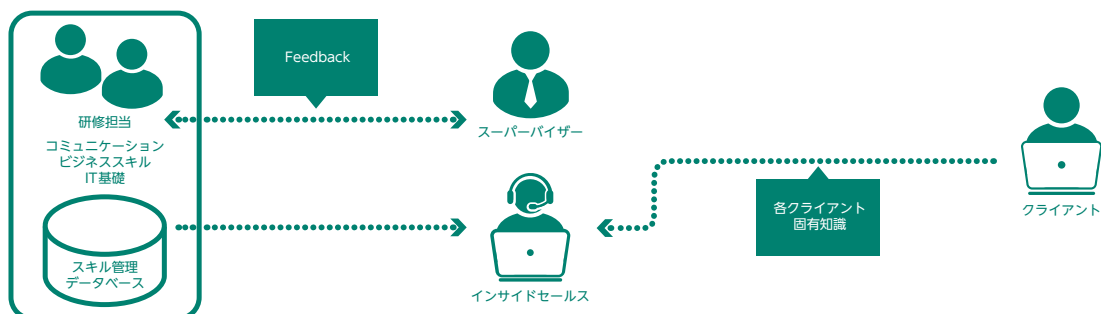 研修担当
コミュニケーション
ビジネススキル
IT基礎
スキル管理
データベース
Feedback
スーパーバイザー
インサイドセールス
各クライアント
固有知識
クライアント